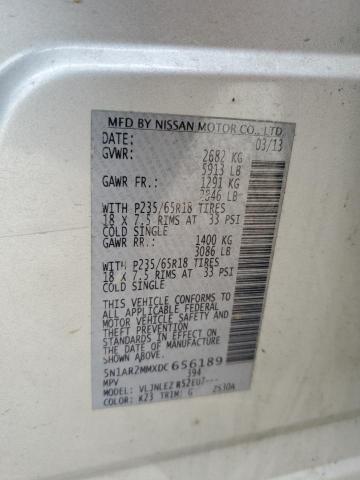 MFD BY NISSAN MOTOR CO., LTD.
DATE: 03/13
GVWR: 2682 KG
5913 LB
GAWR FR: 1291 KG
2846 LB
WITH P235/65R18 TIRES
18 X 7.5 RIMS AT 33 PSI
COLD SINGLE
GAWR RR: 1400 KG
3086 LB
WITH P235/65R18 TIRES
18 X 7.5 RIMS AT 33 PSI
COLD SINGLE
THIS VEHICLE CONFORMS TO
ALL APPLICABLE FEDERAL
MOTOR VEHICLE SAFETY
STANDARDS IN EFFECT ON THE
DATE OF MANUFACTURE
SHOWN ABOVE.
5N1AR2MMXDC656189
MPV 394
VLJNLEZ R52EU7---
COLOR: K23 TRIM: G 2530A